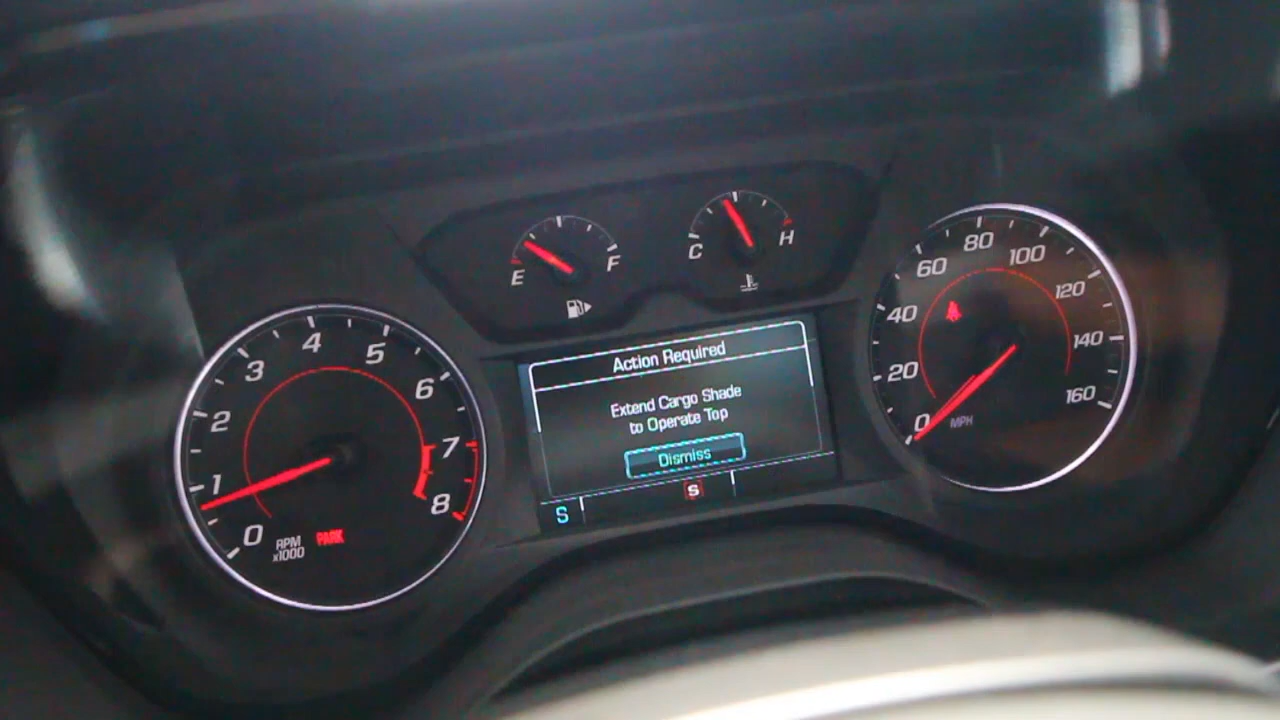 E
F
C
H
Action Required
Extend Cargo Shade
to Operate Top
Dismiss
S
S
0
1
2
3
4
5
6
7
8
RPM
x1000
PARK
0
20
40
60
80
100
120
140
160
MPH